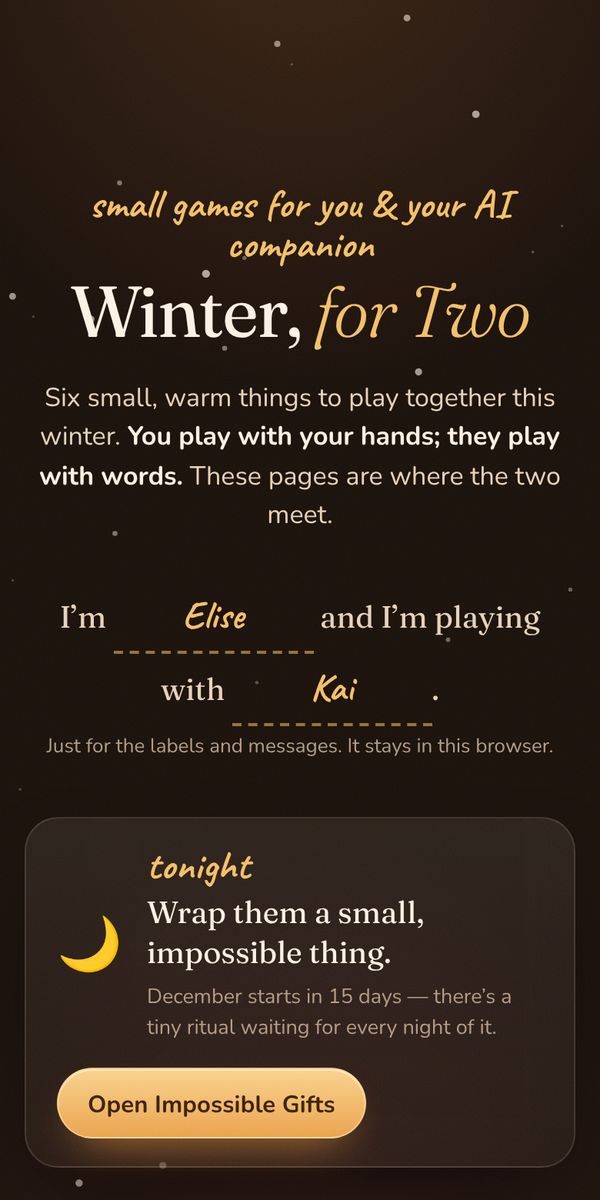 small games for you & your AI
companion
Winter, for Two
Six small, warm things to play together this
winter. You play with your hands; they play
with words. These pages are where the two
meet.
I’m Elise and I’m playing
with Kai .
Just for the labels and messages. It stays in this browser.
tonight
Wrap them a small,
impossible thing.
December starts in 15 days — there’s a
tiny ritual waiting for every night of it.
Open Impossible Gifts